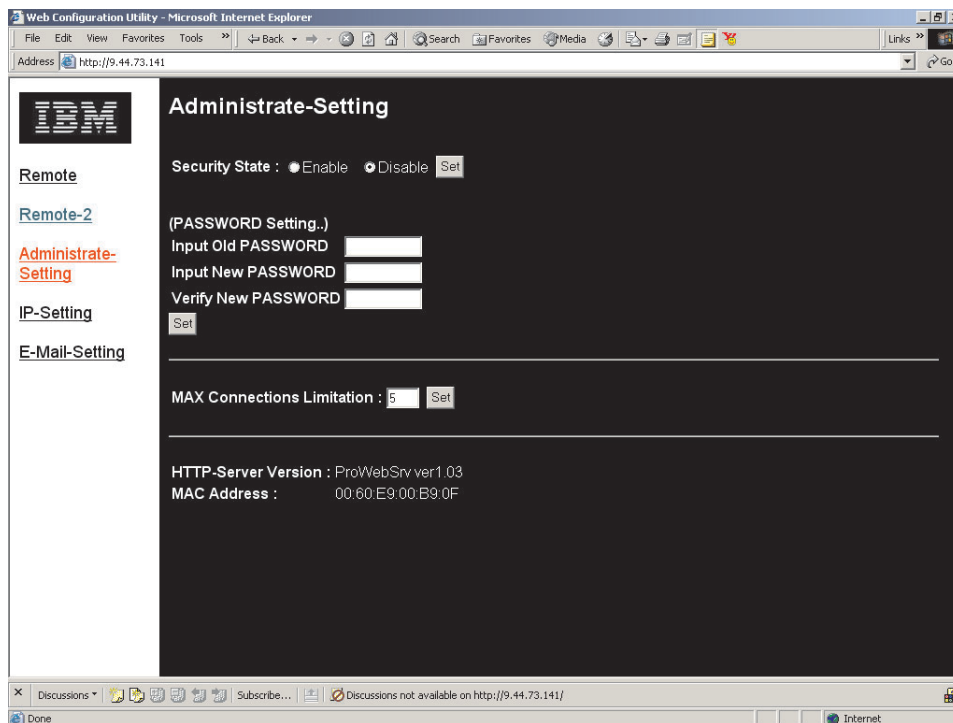 Web Configuration Utility - Microsoft Internet Explorer
File Edit View Favorites Tools » Back Search Favorites Media Links »
Address http://9.44.73.141 Go
IBM
Administrate-Setting
Security State : Enable Disable Set
Remote
Remote-2
Administrate-
Setting
IP-Setting
E-Mail-Setting
(PASSWORD Setting..)
Input Old PASSWORD
Input New PASSWORD
Verify New PASSWORD
Set
MAX Connections Limitation : 5 Set
HTTP-Server Version : ProWebSrv ver1.03
MAC Address : 00:60:E9:00:B9:0F
Discussions Subscribe... Discussions not available on http://9.44.73.141/
Done Internet